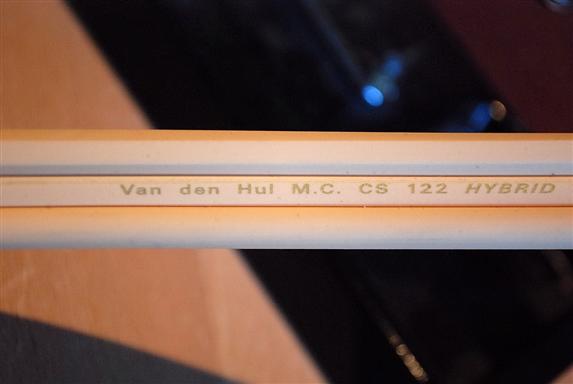 Van den Hul M.C. CS 122 HYBRID